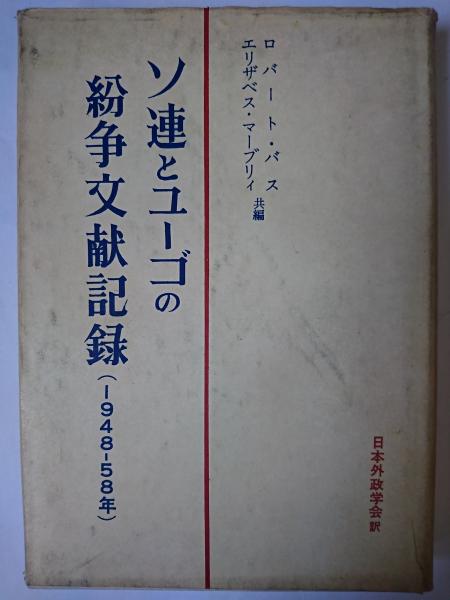 ロバート・バス
エリザベス・マーブリィ 共編
ソ連とユーゴの
紛争文献記録(1948-58年)
日本外政学会訳